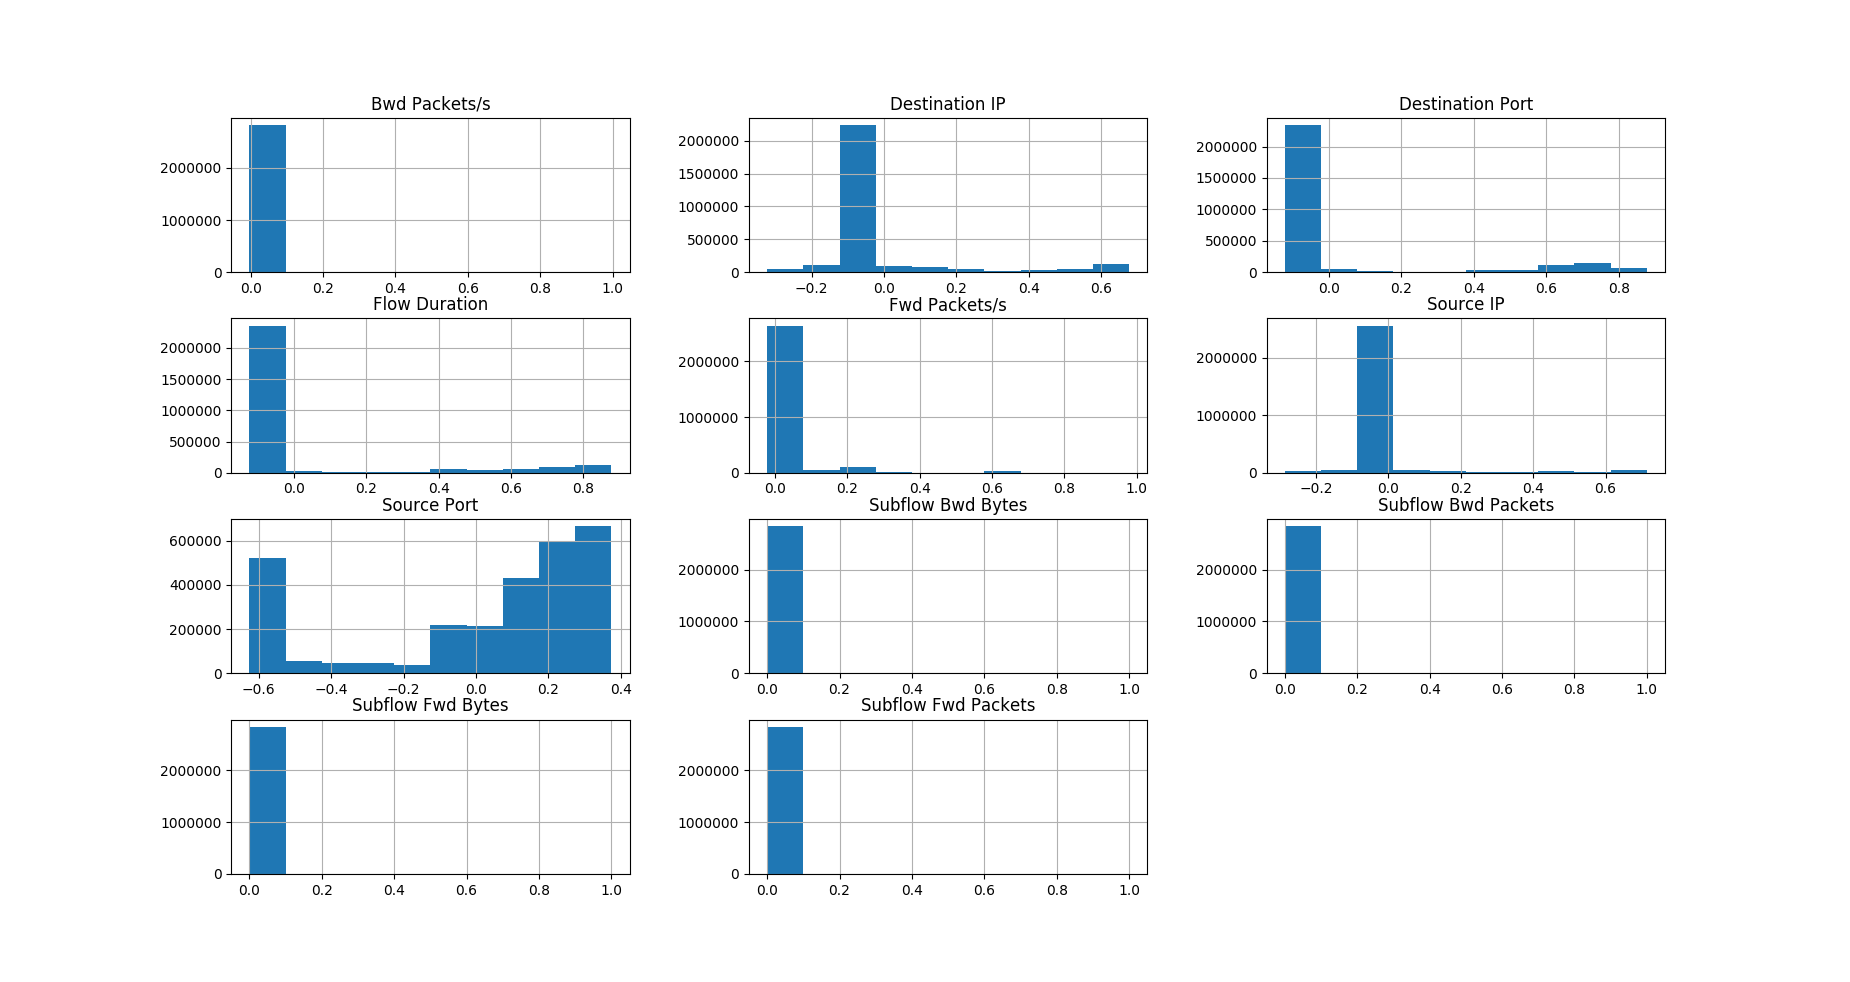 Bwd Packets/s
2000000
1000000
0
0.0 0.2 0.4 0.6 0.8 1.0
Destination IP
2000000
1500000
1000000
500000
0
−0.2 0.0 0.2 0.4 0.6
Destination Port
2000000
1500000
1000000
500000
0
0.0 0.2 0.4 0.6 0.8
Flow Duration
2000000
1500000
1000000
500000
0
0.0 0.2 0.4 0.6 0.8
Fwd Packets/s
2000000
1000000
0
0.0 0.2 0.4 0.6 0.8 1.0
Source IP
2000000
1000000
0
−0.2 0.0 0.2 0.4 0.6
Source Port
600000
400000
200000
0
−0.6 −0.4 −0.2 0.0 0.2 0.4
Subflow Bwd Bytes
2000000
1000000
0
0.0 0.2 0.4 0.6 0.8 1.0
Subflow Bwd Packets
2000000
1000000
0
0.0 0.2 0.4 0.6 0.8 1.0
Subflow Fwd Bytes
2000000
1000000
0
0.0 0.2 0.4 0.6 0.8 1.0
Subflow Fwd Packets
2000000
1000000
0
0.0 0.2 0.4 0.6 0.8 1.0